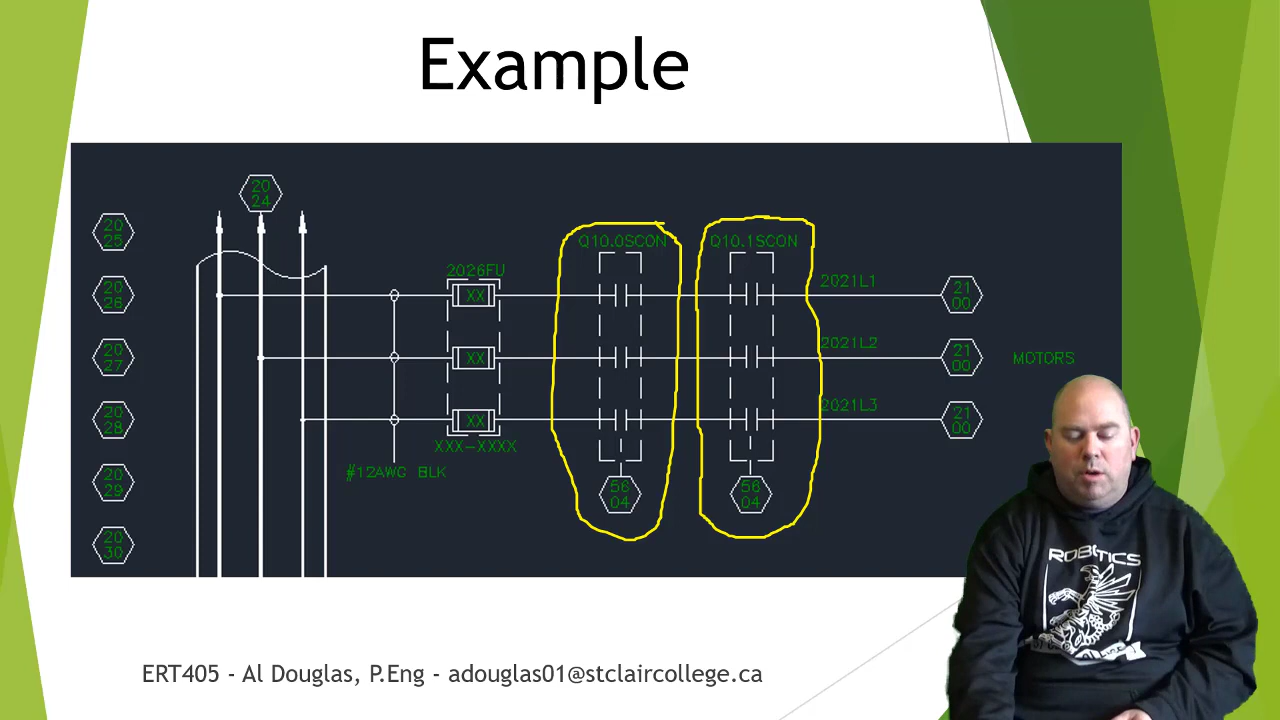 Example
20
24
20
25
Q10.0SCON
Q10.1SCON
2026FU
2021L1
20
26
XX
21
00
2021L2
20
27
XX
21
00
MOTORS
2021L3
20
28
XX
21
00
XXX-XXXX
#12AWG BLK
20
29
56
04
56
04
20
30
ROBOTICS
ERT405 - Al Douglas, P.Eng - adouglas01@stclaircollege.ca